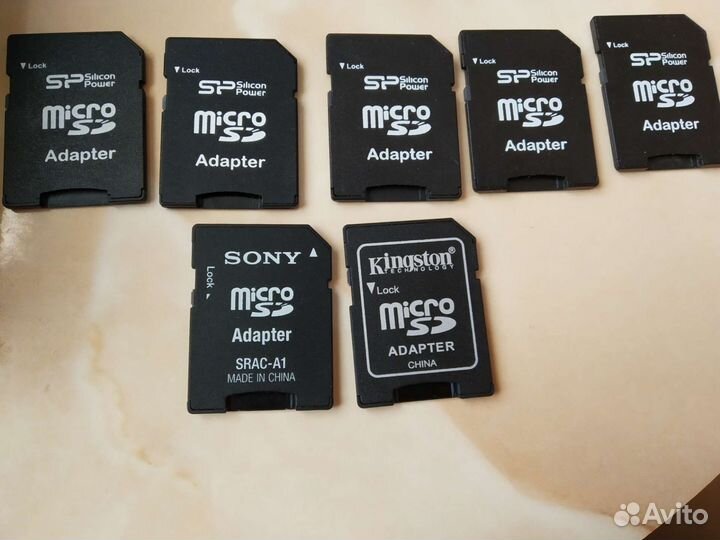 Lock
SP Silicon Power
micro SD
Adapter
Lock
SP Silicon Power
micro SD
Adapter
Lock
SP Silicon Power
micro SD
Adapter
Lock
SP Silicon Power
micro SD
Adapter
Lock
SP Silicon Power
micro SD
Adapter
SONY
Lock
micro SD
Adapter
SRAC-A1
MADE IN CHINA
Kingston
TECHNOLOGY
Lock
micro SD
ADAPTER
CHINA
Avito